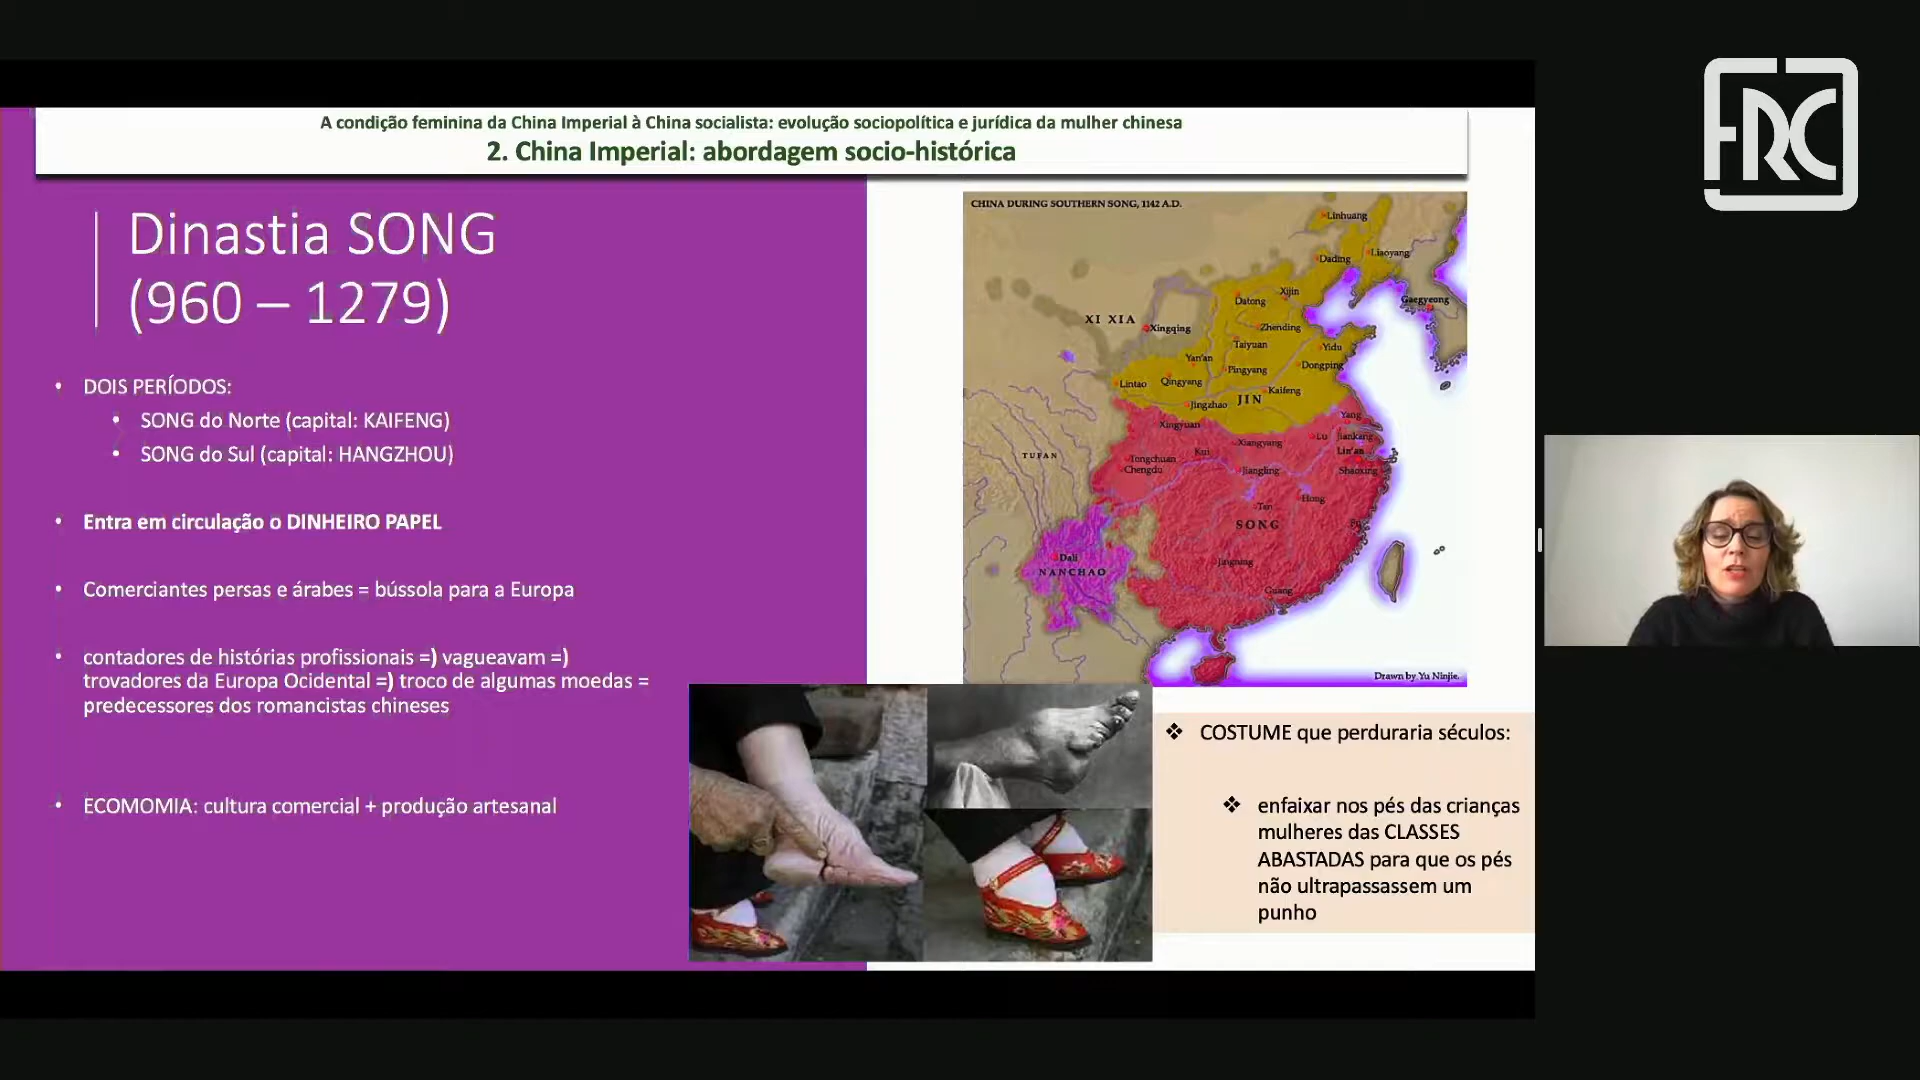 A condição feminina da China Imperial à China socialista: evolução sociopolítica e jurídica da mulher chinesa
2. China Imperial: abordagem socio-histórica
Dinastia SONG
(960 – 1279)
• DOIS PERÍODOS:
• SONG do Norte (capital: KAIFENG)
• SONG do Sul (capital: HANGZHOU)
• Entra em circulação o DINHEIRO PAPEL
• Comerciantes persas e árabes = bússola para a Europa
• contadores de histórias profissionais =) vagueavam =)
trovadores da Europa Ocidental =) troco de algumas moedas =
predecessores dos romancistas chineses
• ECOMOMIA: cultura comercial + produção artesanal
CHINA DURING SOUTHERN SONG, 1142 A.D.
Linhuang
Liaoyang
Dading
Xijin
Datong
Gaegyeong
XI XIA
Xingqing
Zhending
Taiyuan
Yidu
Yan'an
Pingyang
Dongping
Lintao
Qingyang
Kaifeng
Jingzhao
JIN
Yang
Xingyuan
Lu
Jiankang
Xiangyang
Kui
Lin'an
TUFAN
Tongchuan
Chengdu
Jiangling
Shaoxing
Hong
Tan
SONG
Fu
Dali
NANCHAO
Jingning
Guang
Drawn by Yu Ninjie.
❖ COSTUME que perduraria séculos:
❖ enfaixar nos pés das crianças
mulheres das CLASSES
ABASTADAS para que os pés
não ultrapassassem um
punho
FRC